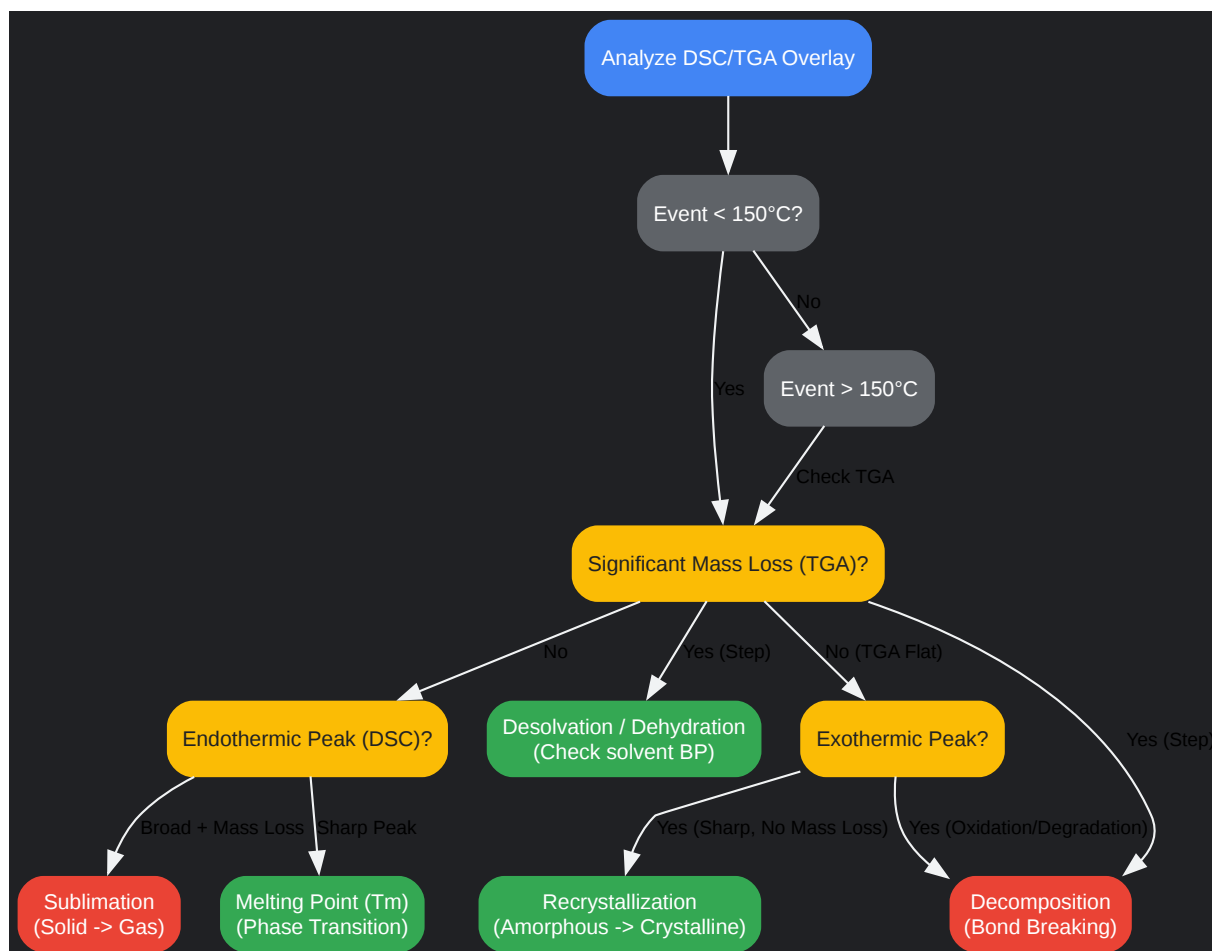 Analyze DSC/TGA Overlay
Event < 150°C?
No
Yes
Event > 150°C
Check TGA
Significant Mass Loss (TGA)?
No
Yes (Step)
No (TGA Flat)
Yes (Step)
Endothermic Peak (DSC)?
Desolvation / Dehydration
(Check solvent BP)
Exothermic Peak?
Broad + Mass Loss
Sharp Peak
Yes (Sharp, No Mass Loss)
Yes (Oxidation/Degradation)
Sublimation
(Solid -> Gas)
Melting Point (Tm)
(Phase Transition)
Recrystallization
(Amorphous -> Crystalline)
Decomposition
(Bond Breaking)